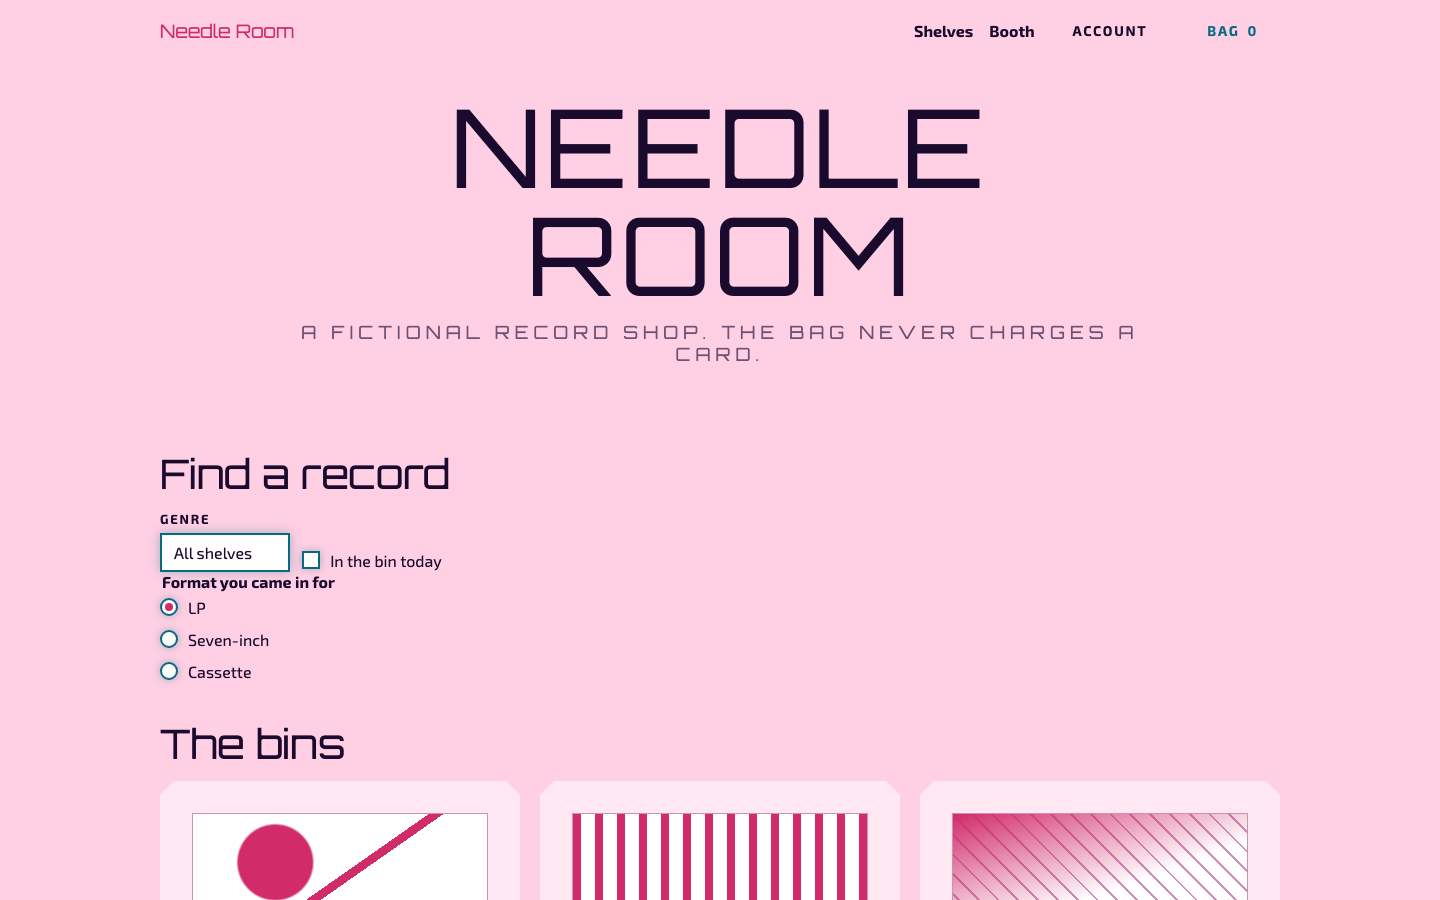 Needle Room
Shelves Booth ACCOUNT BAG 0
NEEDLE
ROOM
A FICTIONAL RECORD SHOP. THE BAG NEVER CHARGES A
CARD.
Find a record
GENRE
All shelves
In the bin today
Format you came in for
LP
Seven-inch
Cassette
The bins